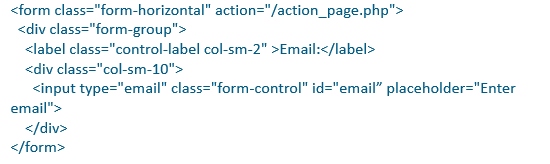 <form class="form-horizontal" action="/action_page.php">
<div class="form-group">
<label class="control-label col-sm-2" >Email:</label>
<div class="col-sm-10">
<input type="email" class="form-control" id="email” placeholder="Enter
email">
</div>
</form>